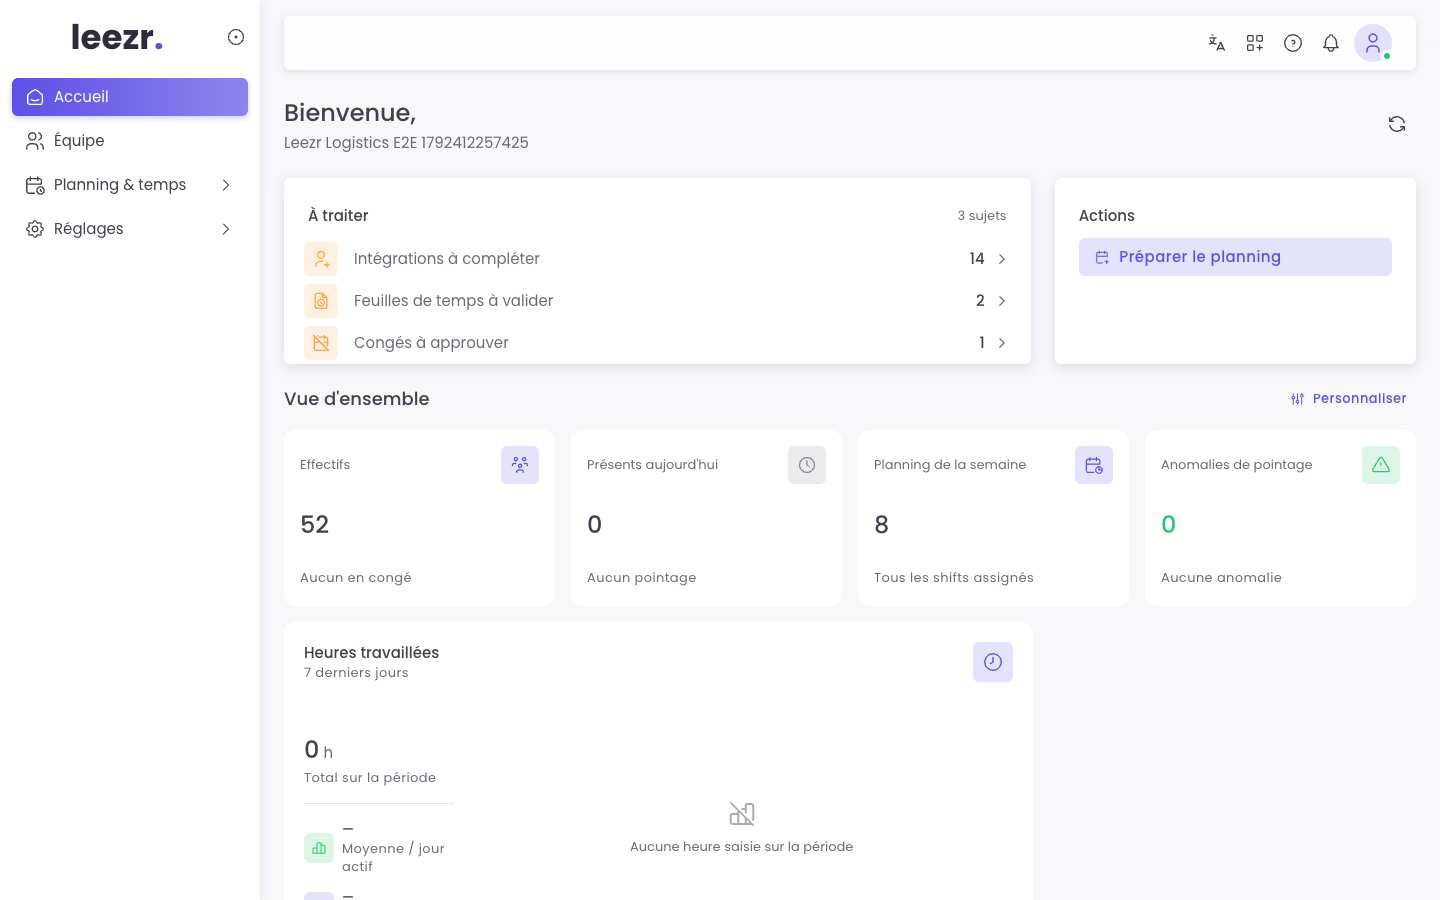 leezr.
Accueil
Équipe
Planning & temps
Réglages
Bienvenue,
Leezr Logistics E2E 1792412257425
À traiter
3 sujets
Intégrations à compléter
14
Feuilles de temps à valider
2
Congés à approuver
1
Actions
Préparer le planning
Vue d'ensemble
Personnaliser
Effectifs
52
Aucun en congé
Présents aujourd'hui
0
Aucun pointage
Planning de la semaine
8
Tous les shifts assignés
Anomalies de pointage
0
Aucune anomalie
Heures travaillées
7 derniers jours
0 h
Total sur la période
–
Moyenne / jour
actif
–
Aucune heure saisie sur la période